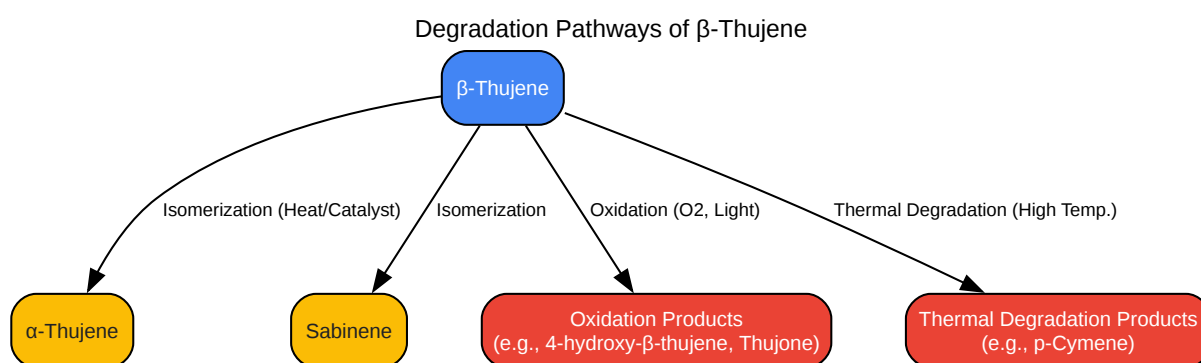 Degradation Pathways of β-Thujene
β-Thujene
Isomerization (Heat/Catalyst)
Isomerization
Oxidation (O2, Light)
Thermal Degradation (High Temp.)
α-Thujene
Sabinene
Oxidation Products
(e.g., 4-hydroxy-β-thujene, Thujone)
Thermal Degradation Products
(e.g., p-Cymene)